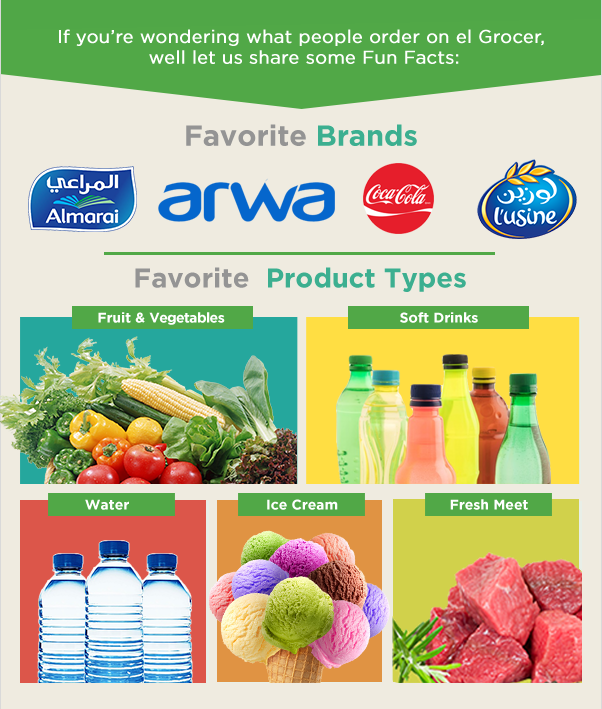 If you’re wondering what people order on el Grocer,
well let us share some Fun Facts:
Favorite Brands
المراعي
Almarai
arwa
Coca-Cola
لوزين
l'usine
Favorite Product Types
Fruit & Vegetables
Soft Drinks
Water
Ice Cream
Fresh Meet